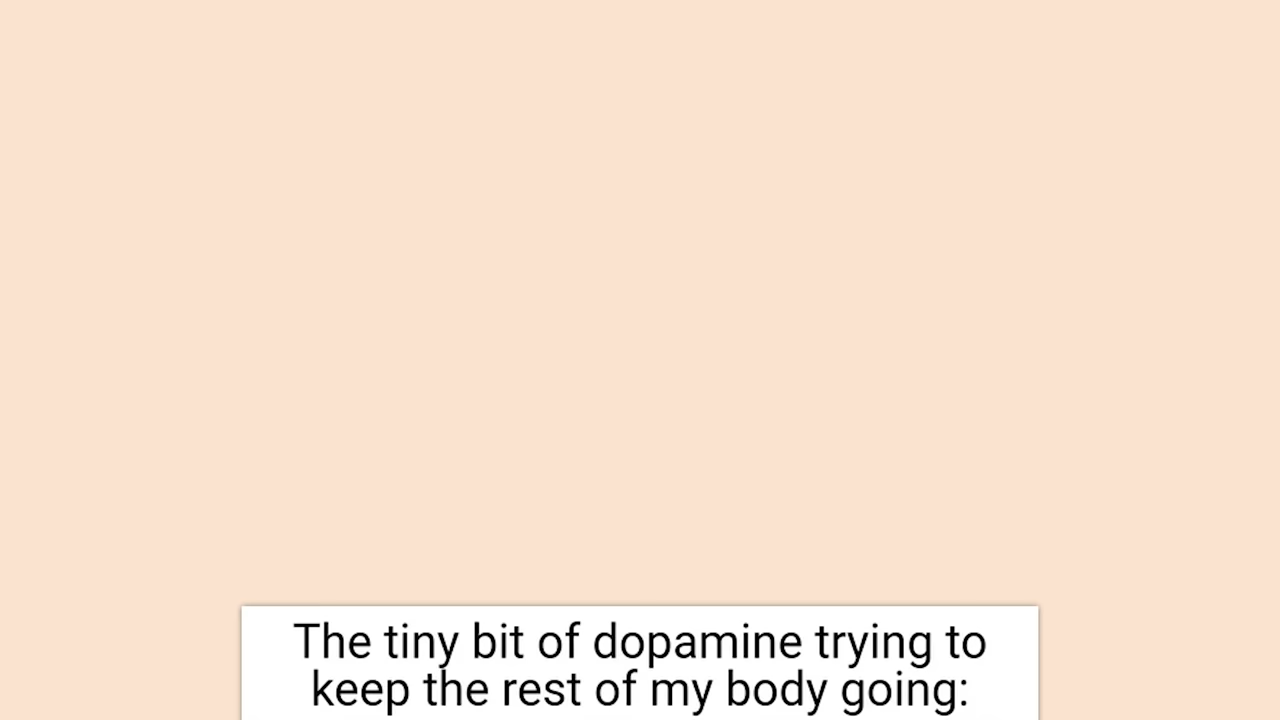 The tiny bit of dopamine trying to
keep the rest of my body going: